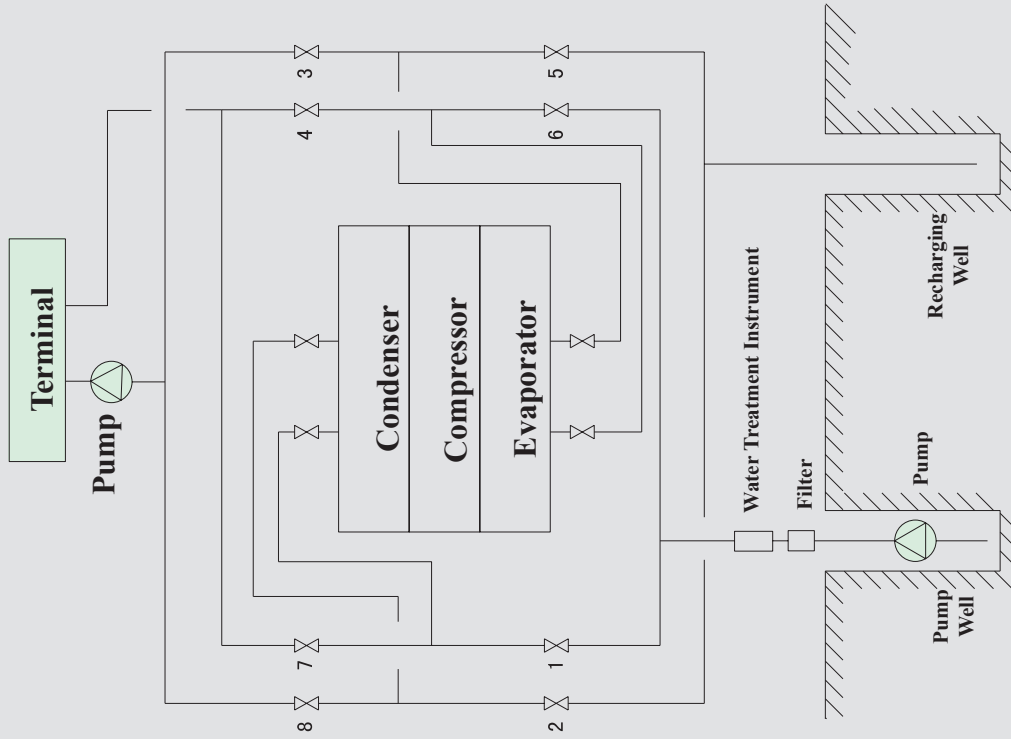 Terminal
Pump
3
5
4
6
Condenser
Compressor
Evaporator
7
1
8
2
Water Treatment Instrument
Filter
Pump
Pump
Well
Recharging
Well